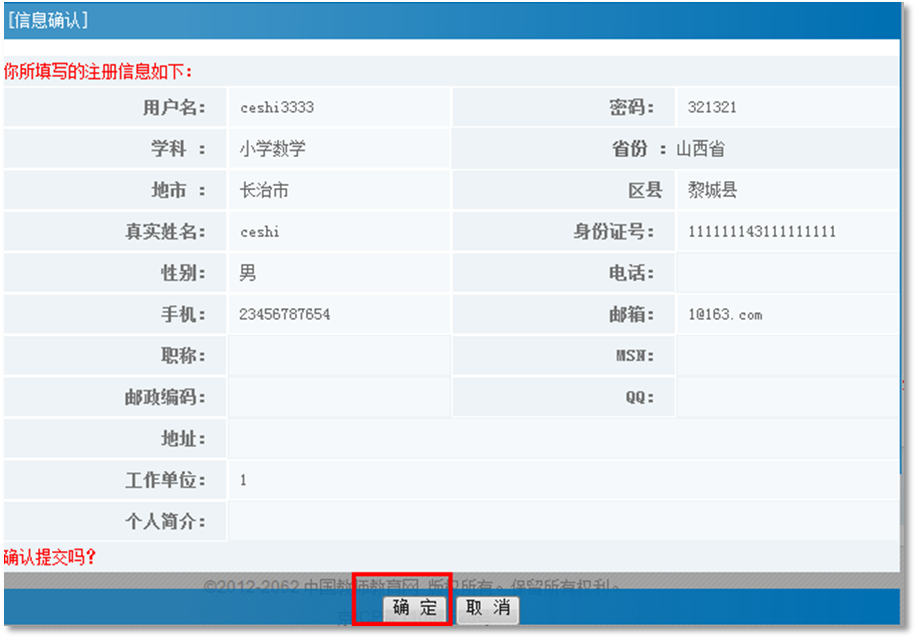 [信息确认]
你所填写的注册信息如下：
用户名： ceshi3333 密码： 321321
学科 ： 小学数学 省份 ：山西省
地市 ： 长治市 区县 黎城县
真实姓名： ceshi 身份证号： 111111143111111111
性别： 男 电话：
手机： 23456787654 邮箱： 1@163.com
职称： MSN：
邮政编码： QQ：
地址：
工作单位： 1
个人简介：
确认提交吗？
©2012-2062 中国教师教育网 版权所有。保留所有权利。
确 定 取 消